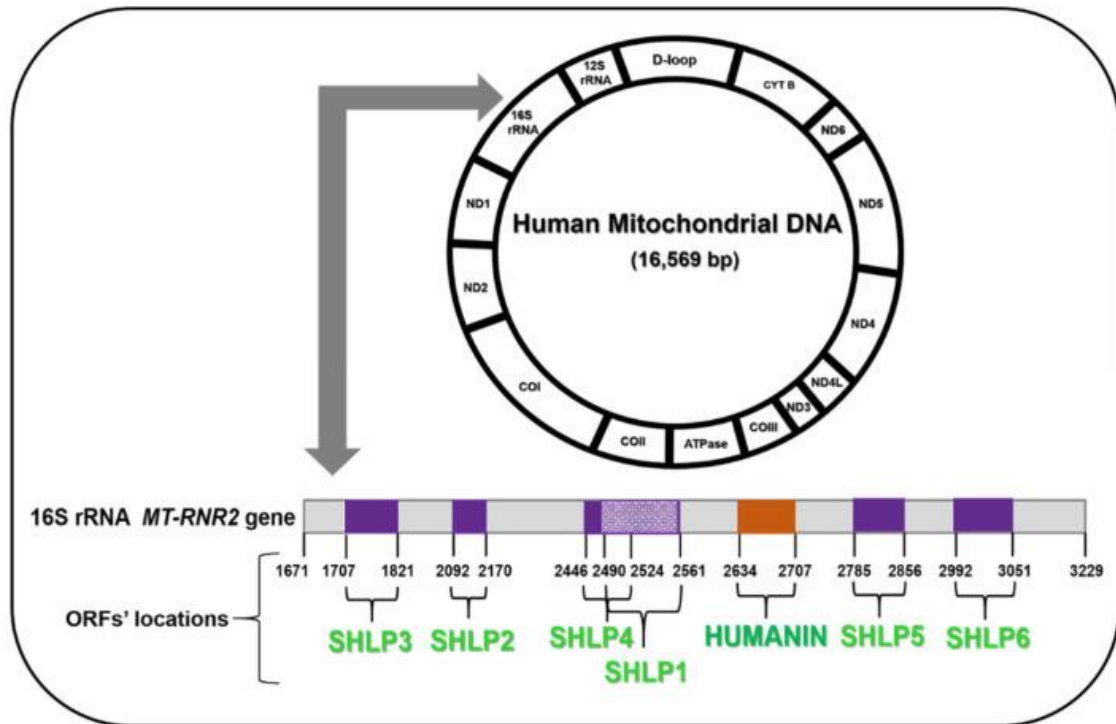 D-loop
12S
rRNA
CYT B
16S
rRNA
ND6
ND1
ND5
Human Mitochondrial DNA
(16,569 bp)
ND2
ND4
COI
ND4L
ND3
COII
ATPase
COIII
16S rRNA MT-RNR2 gene
1671 1707 1821 2092 2170 2446 2490 2524 2561 2634 2707 2785 2856 2992 3051 3229
ORFs' locations
SHLP3 SHLP2 SHLP4 HUMANIN SHLP5 SHLP6
SHLP1